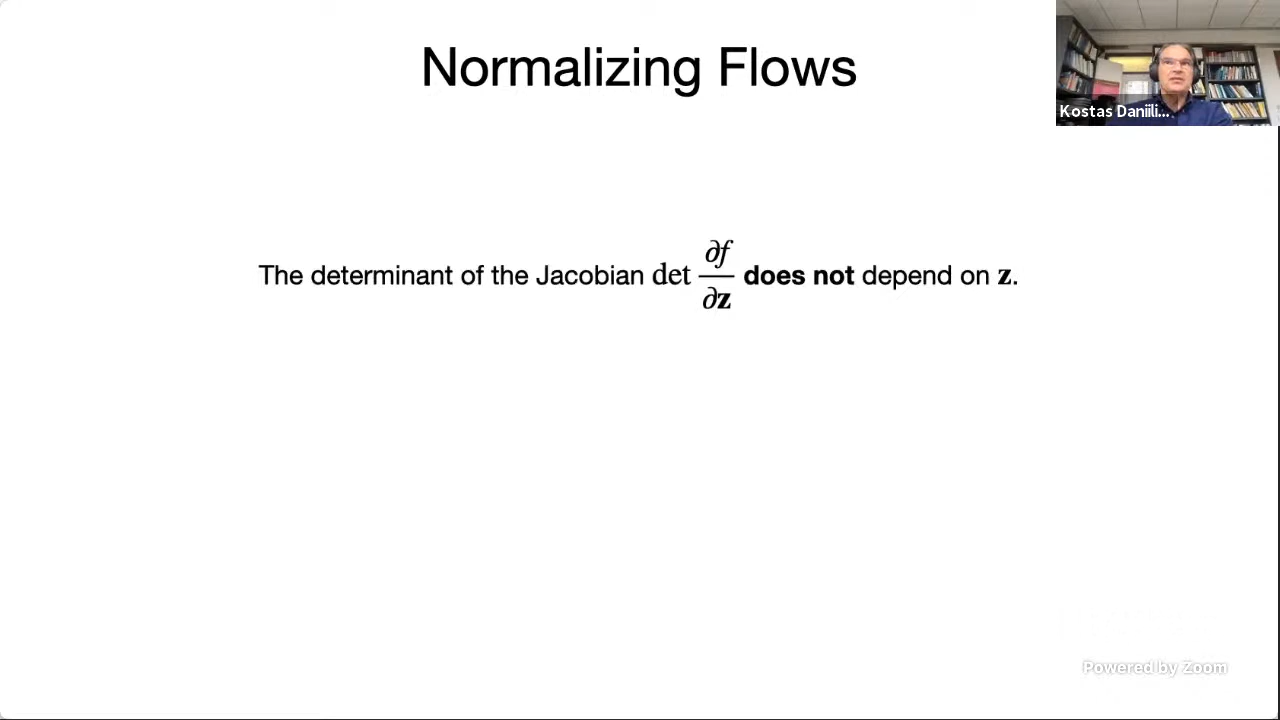 Normalizing Flows
Kostas Daniili...
The determinant of the Jacobian det ∂f/∂z does not depend on z.
Powered by Zoom